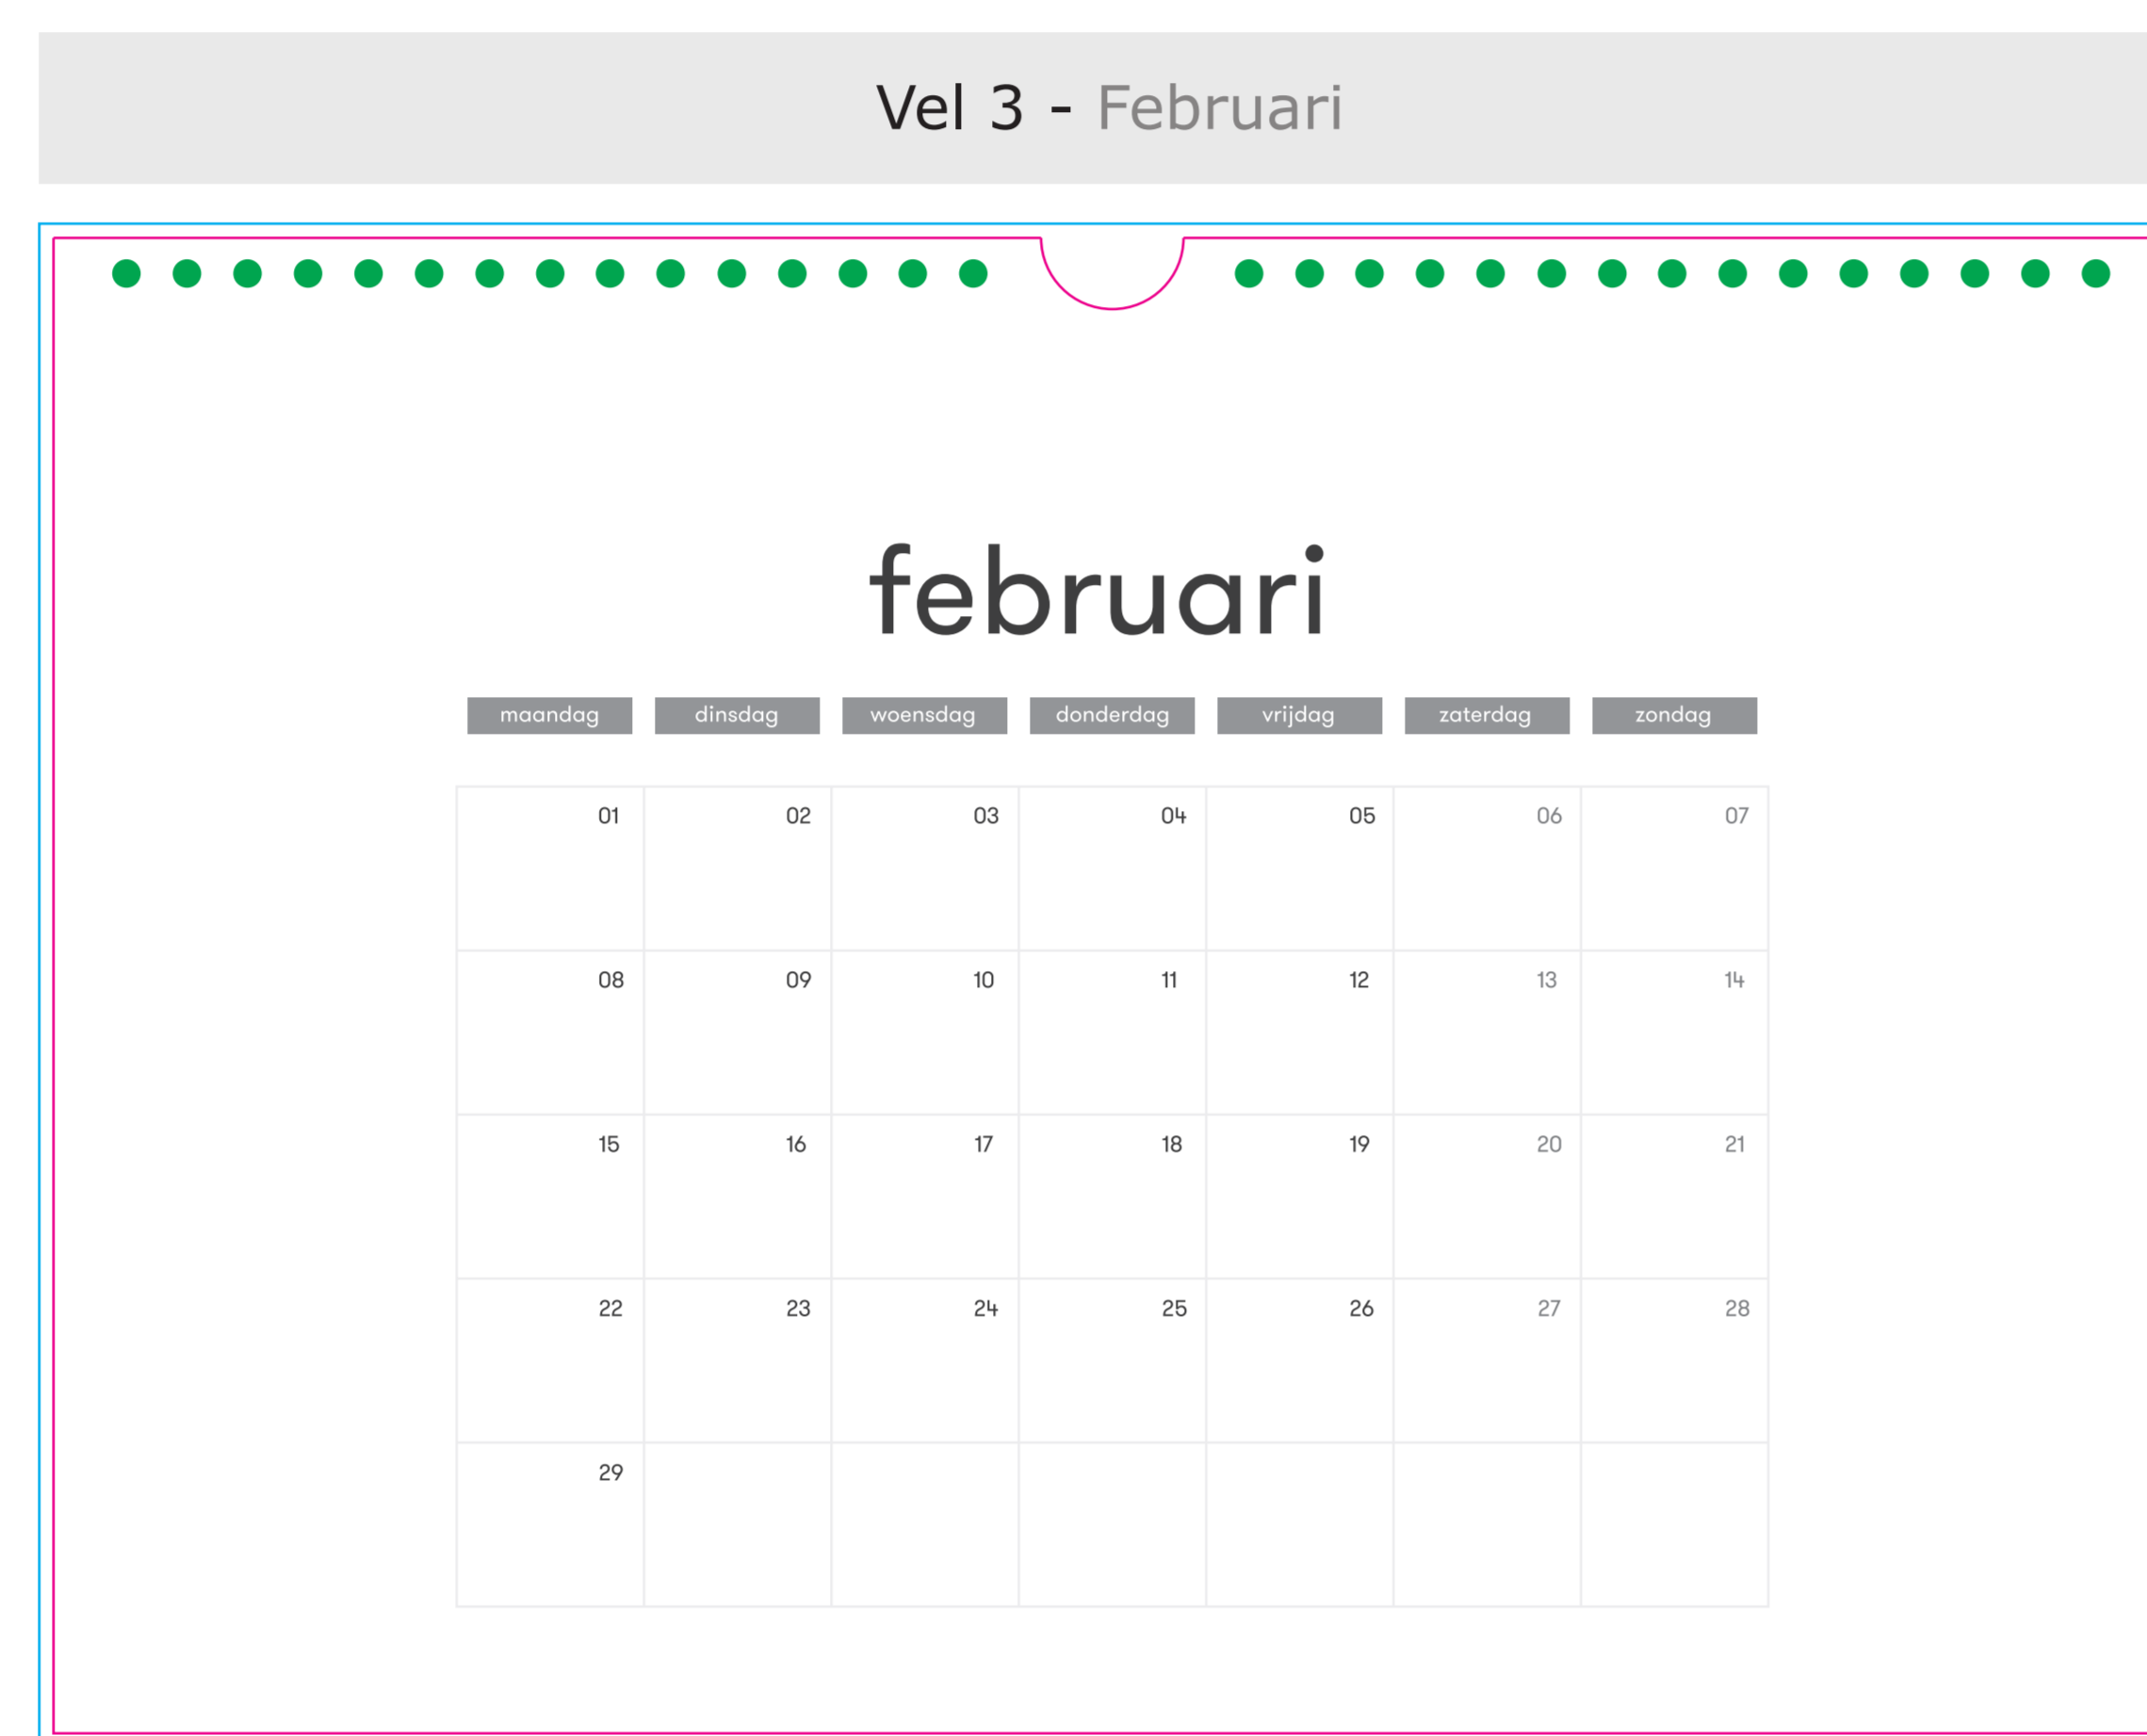 Vel 3 - Februari
februari
maandag dinsdag woensdag donderdag vrijdag zaterdag zondag
01 02 03 04 05 06 07
08 09 10 11 12 13 14
15 16 17 18 19 20 21
22 23 24 25 26 27 28
29